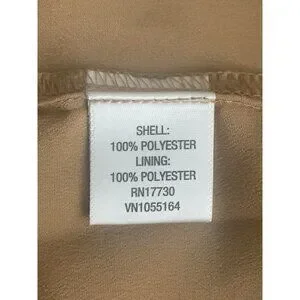 SHELL:
100% POLYESTER
LINING:
100% POLYESTER
RN17730
VN1055164